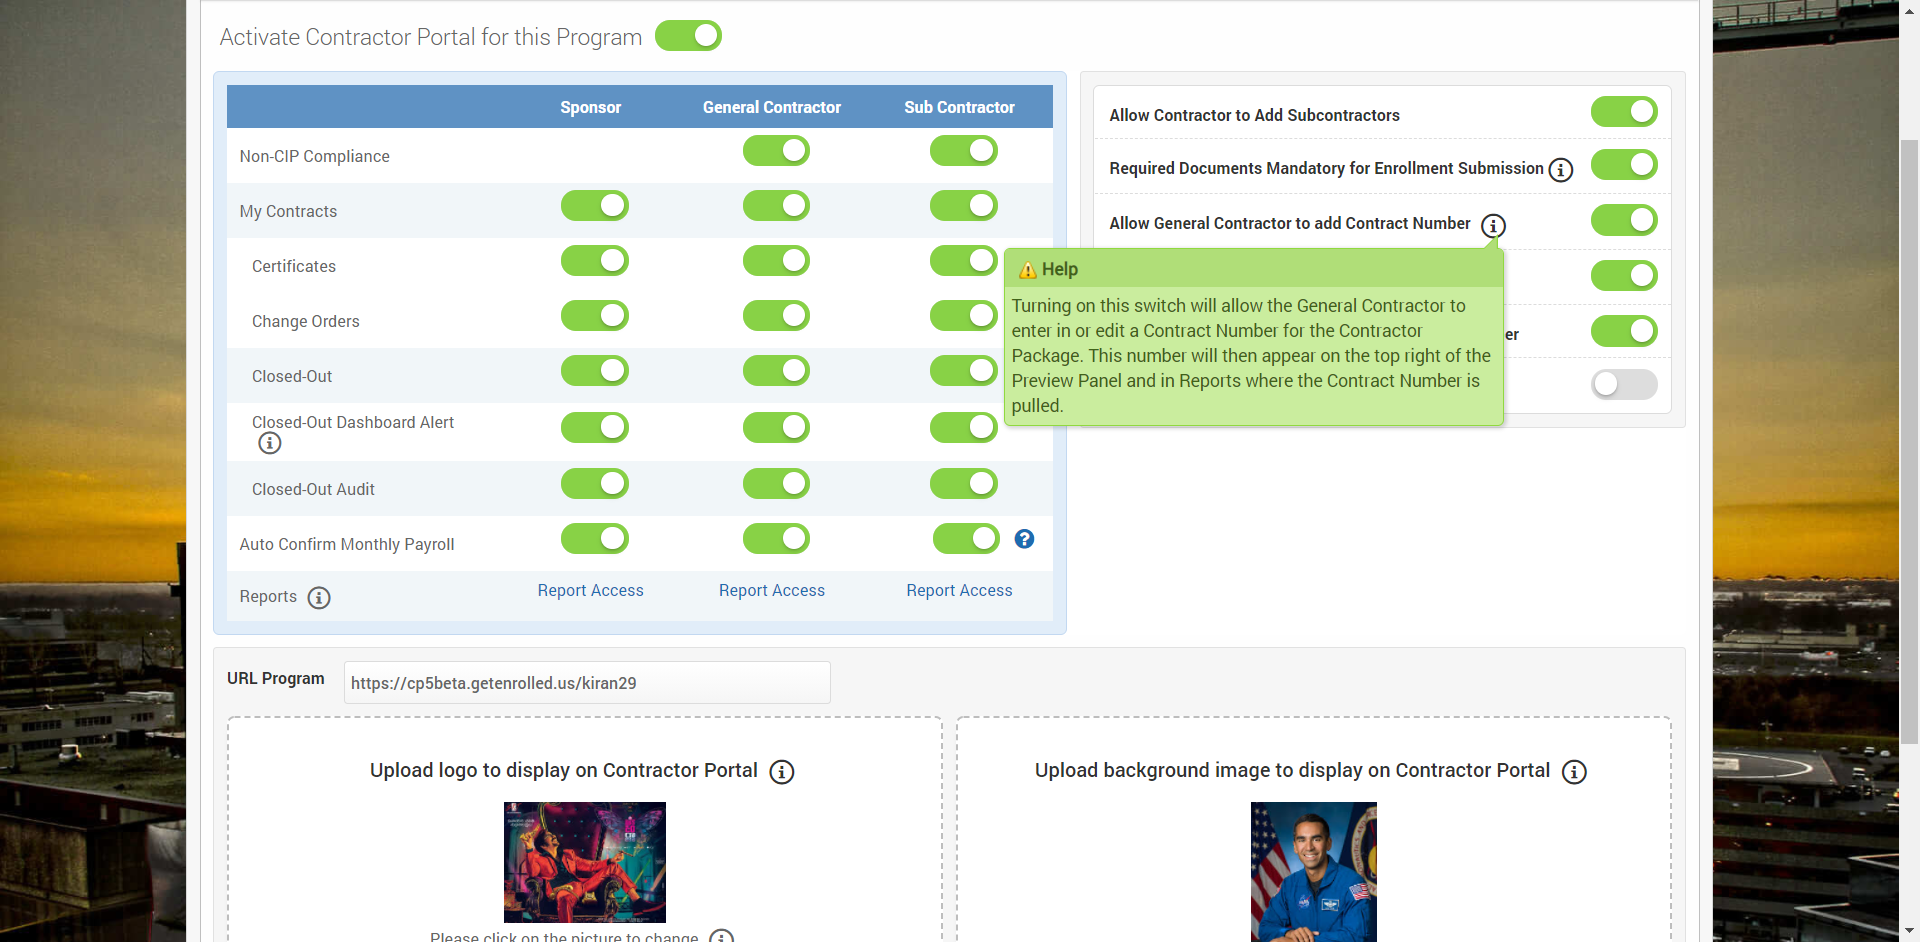 Activate Contractor Portal for this Program
Sponsor General Contractor Sub Contractor
Non-CIP Compliance
My Contracts
Certificates
Change Orders
Closed-Out
Closed-Out Dashboard Alert
Closed-Out Audit
Auto Confirm Monthly Payroll
Reports Report Access Report Access Report Access
Allow Contractor to Add Subcontractors
Required Documents Mandatory for Enrollment Submission
Allow General Contractor to add Contract Number
Help
Turning on this switch will allow the General Contractor to
enter in or edit a Contract Number for the Contractor
Package. This number will then appear on the top right of the
Preview Panel and in Reports where the Contract Number is
pulled.
er
URL Program https://cp5beta.getenrolled.us/kiran29
Upload logo to display on Contractor Portal
Please click on the picture to change
Upload background image to display on Contractor Portal